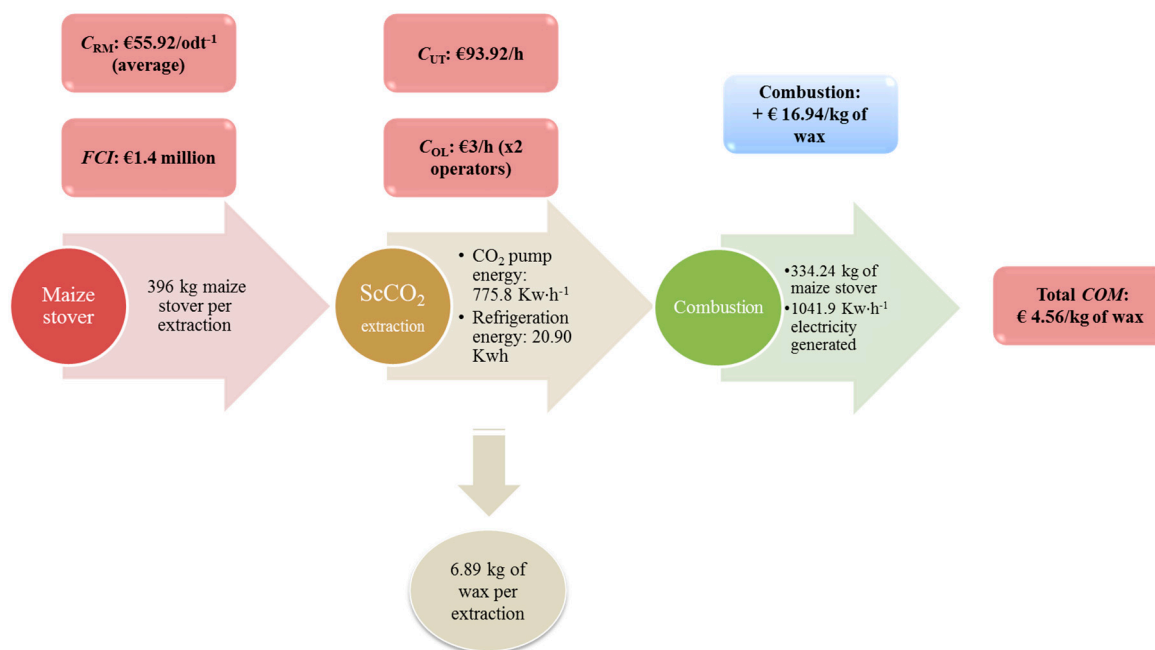 C_RM: €55.92/odt⁻¹
(average)
FCI: €1.4 million
C_UT: €93.92/h
C_OL: €3/h (x2
operators)
Combustion:
+ € 16.94/kg of
wax
Maize
stover
396 kg maize
stover per
extraction
ScCO₂
extraction
• CO₂ pump
energy:
775.8 Kw·h⁻¹
• Refrigeration
energy: 20.90
Kwh
Combustion
•334.24 kg of
maize stover
•1041.9 Kw·h⁻¹
electricity
generated
Total COM:
€ 4.56/kg of wax
6.89 kg of
wax per
extraction